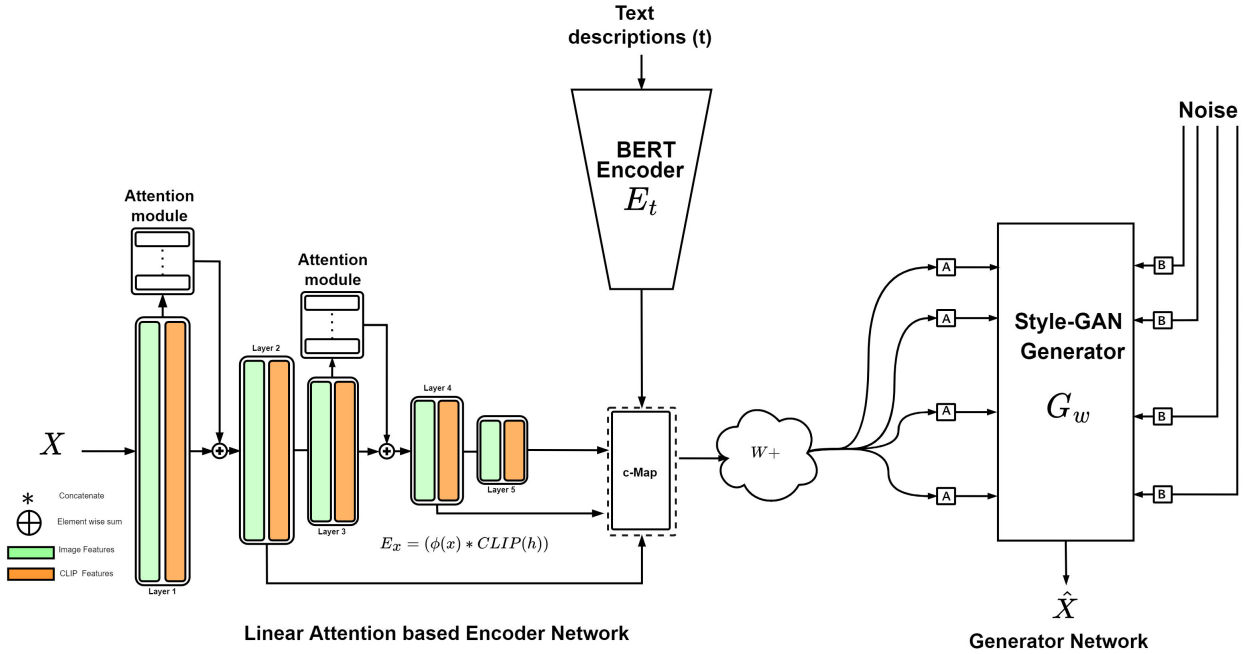 Text
descriptions (t)
BERT
Encoder
E_t
Noise
Attention
module
Attention
module
Layer 2
Layer 4
Layer 1
Layer 3
Layer 5
X
* Concatenate
⊕ Element wise sum
Image Features
CLIP Features
E_x = (ϕ(x) * CLIP(h))
c-Map
W+
A
A
A
A
Style-GAN
Generator
G_w
B
B
B
B
X̂
Linear Attention based Encoder Network
Generator Network